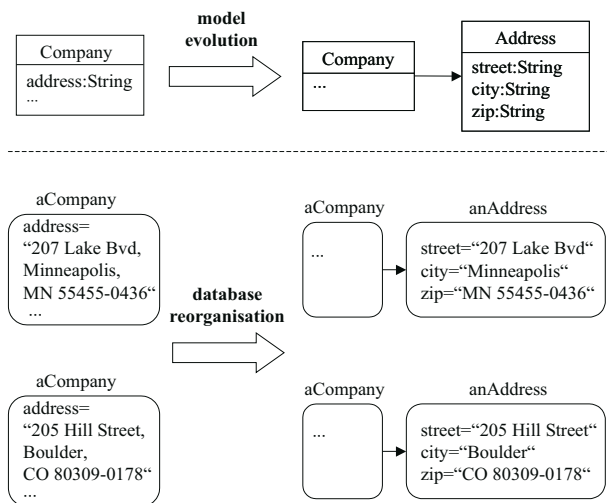 model
evolution
Company
address:String
...
Company
...
Address
street:String
city:String
zip:String
aCompany
address=
“207 Lake Bvd,
Minneapolis,
MN 55455-0436“
...
database
reorganisation
aCompany
...
anAddress
street=“207 Lake Bvd“
city=“Minneapolis“
zip=“MN 55455-0436“
aCompany
address=
“205 Hill Street,
Boulder,
CO 80309-0178“
...
aCompany
...
anAddress
street=“205 Hill Street“
city=“Boulder“
zip=“CO 80309-0178“